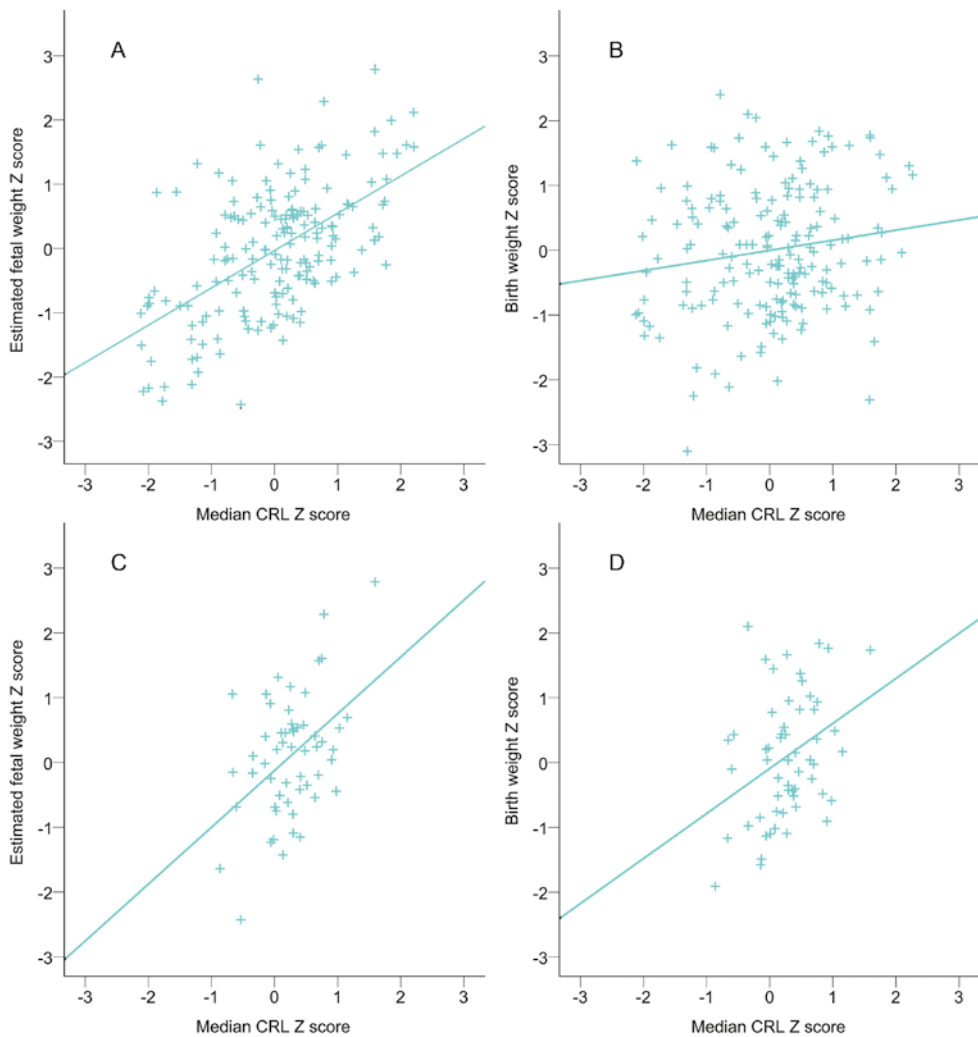 A
B
3
2
1
0
-1
-2
-3
Estimated fetal weight Z score
-3 -2 -1 0 1 2 3
Median CRL Z score
3
2
1
0
-1
-2
-3
Birth weight Z score
-3 -2 -1 0 1 2 3
Median CRL Z score
C
D
3
2
1
0
-1
-2
-3
Estimated fetal weight Z score
-3 -2 -1 0 1 2 3
Median CRL Z score
3
2
1
0
-1
-2
-3
Birth weight Z score
-3 -2 -1 0 1 2 3
Median CRL Z score